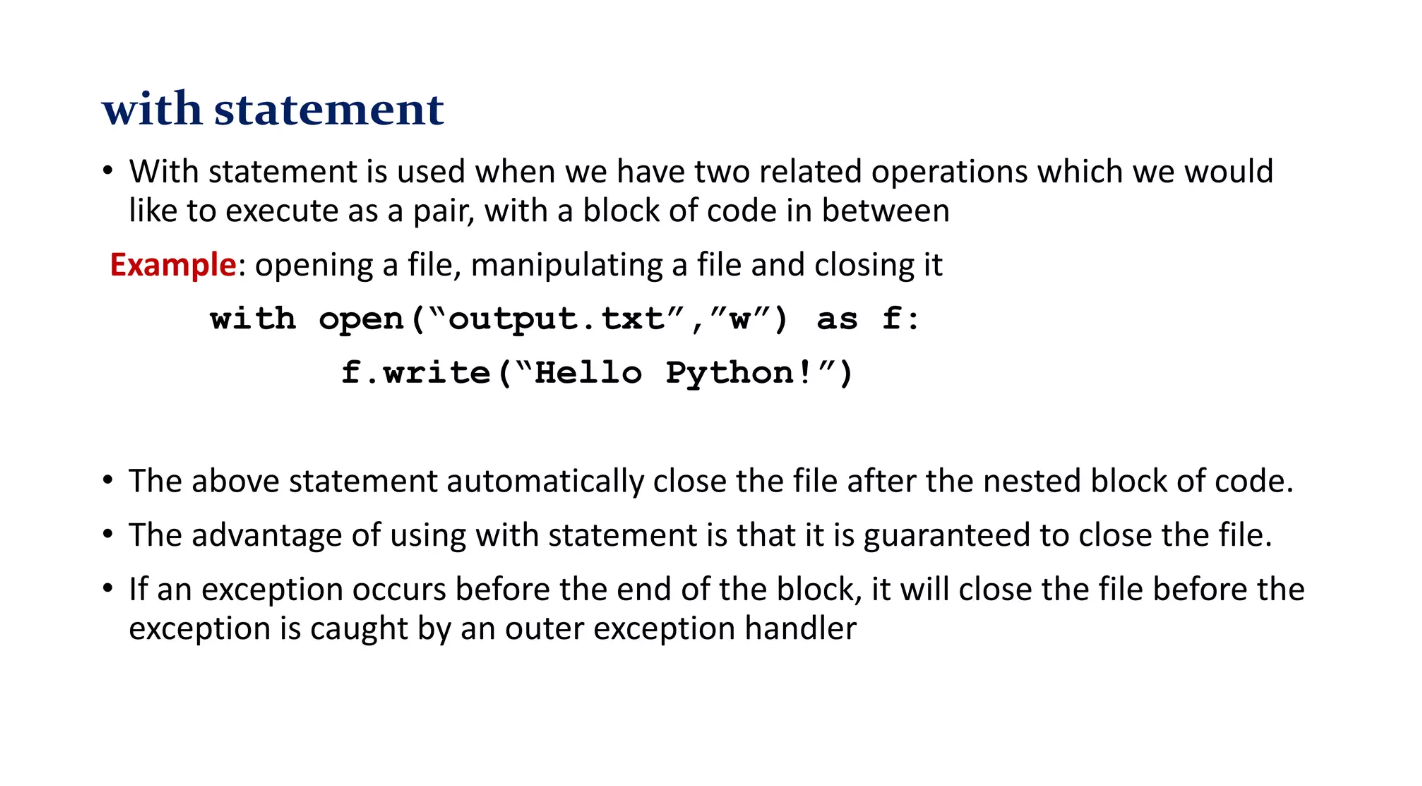 with statement
• With statement is used when we have two related operations which we would
like to execute as a pair, with a block of code in between
Example: opening a file, manipulating a file and closing it
with open(“output.txt”,”w”) as f:
f.write(“Hello Python!”)
• The above statement automatically close the file after the nested block of code.
• The advantage of using with statement is that it is guaranteed to close the file.
• If an exception occurs before the end of the block, it will close the file before the
exception is caught by an outer exception handler